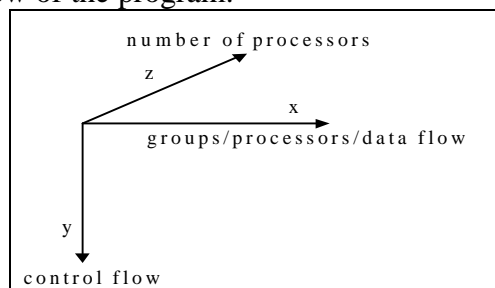 number of processors
z
x
groups/processors/data flow
y
control flow